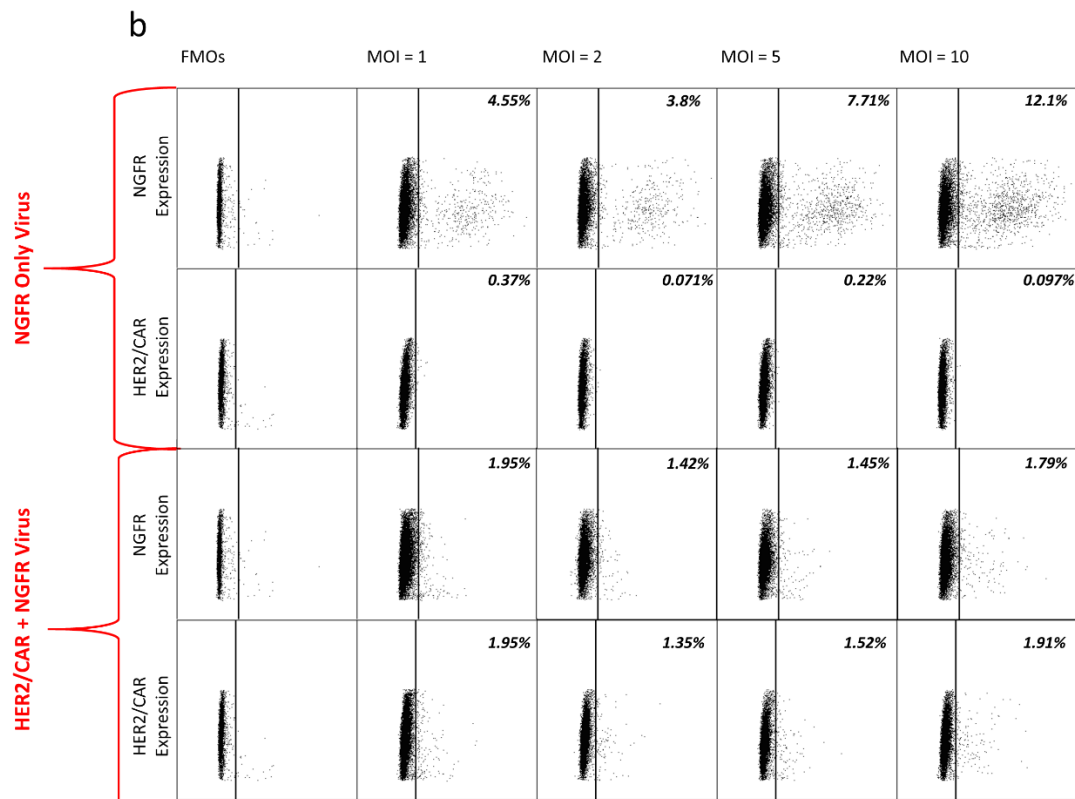 b
FMOs MOI = 1 MOI = 2 MOI = 5 MOI = 10
NGFR Only Virus
NGFR
Expression
4.55% 3.8% 7.71% 12.1%
HER2/CAR
Expression
0.37% 0.071% 0.22% 0.097%
HER2/CAR + NGFR Virus
NGFR
Expression
1.95% 1.42% 1.45% 1.79%
HER2/CAR
Expression
1.95% 1.35% 1.52% 1.91%